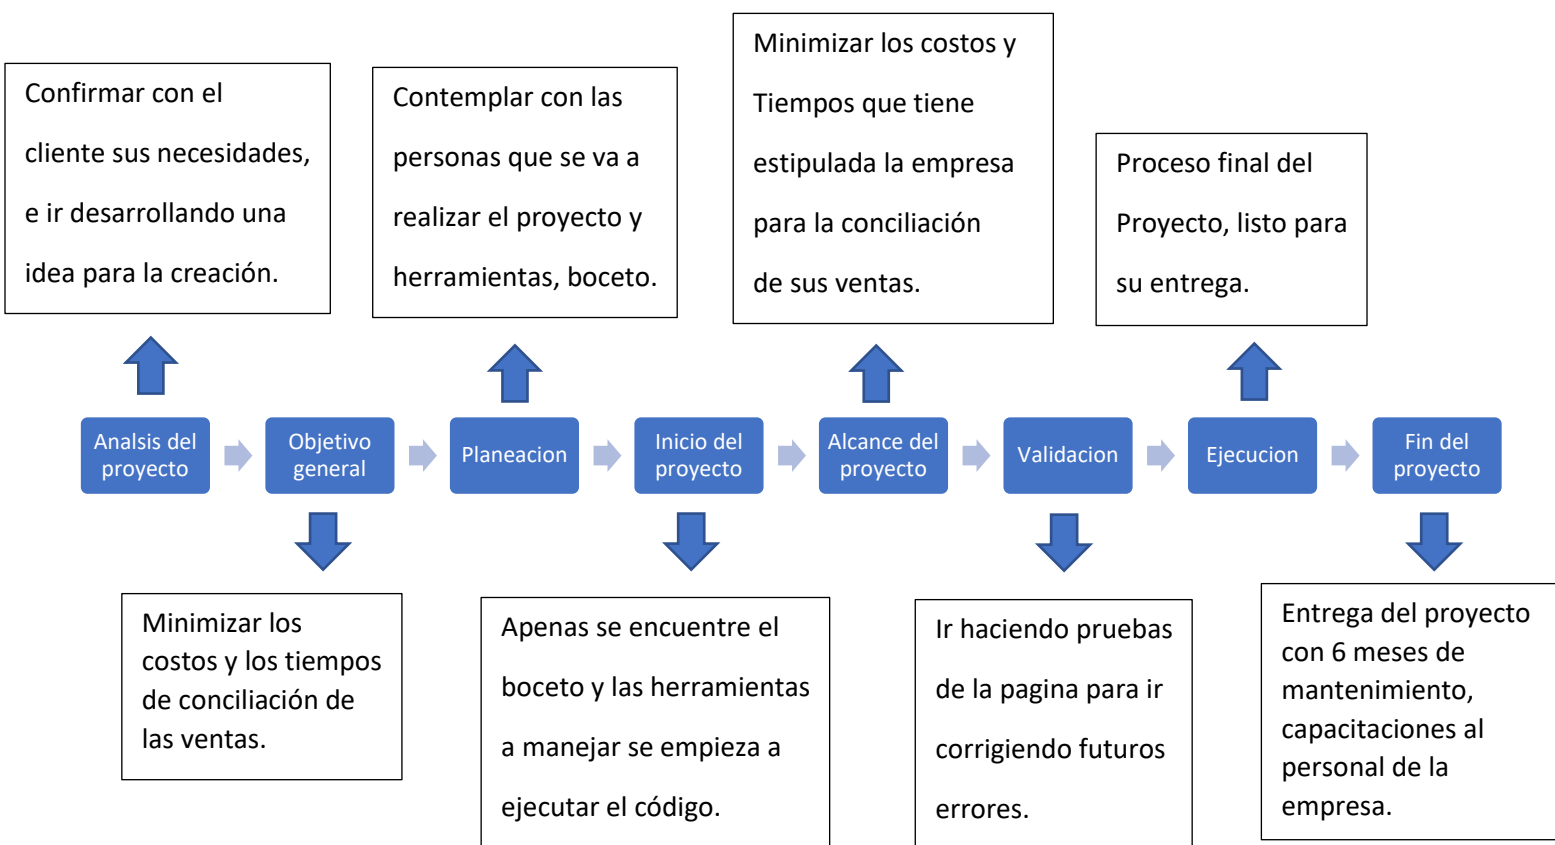 Confirmar con el
cliente sus necesidades,
e ir desarrollando una
idea para la creación.
Contemplar con las
personas que se va a
realizar el proyecto y
herramientas, boceto.
Minimizar los costos y
Tiempos que tiene
estipulada la empresa
para la conciliación
de sus ventas.
Proceso final del
Proyecto, listo para
su entrega.
Analsis del
proyecto
Objetivo
general
Planeacion
Inicio del
proyecto
Alcance del
proyecto
Validacion
Ejecucion
Fin del
proyecto
Minimizar los
costos y los tiempos
de conciliación de
las ventas.
Apenas se encuentre el
boceto y las herramientas
a manejar se empieza a
ejecutar el código.
Ir haciendo pruebas
de la pagina para ir
corrigiendo futuros
errores.
Entrega del proyecto
con 6 meses de
mantenimiento,
capacitaciones al
personal de la
empresa.